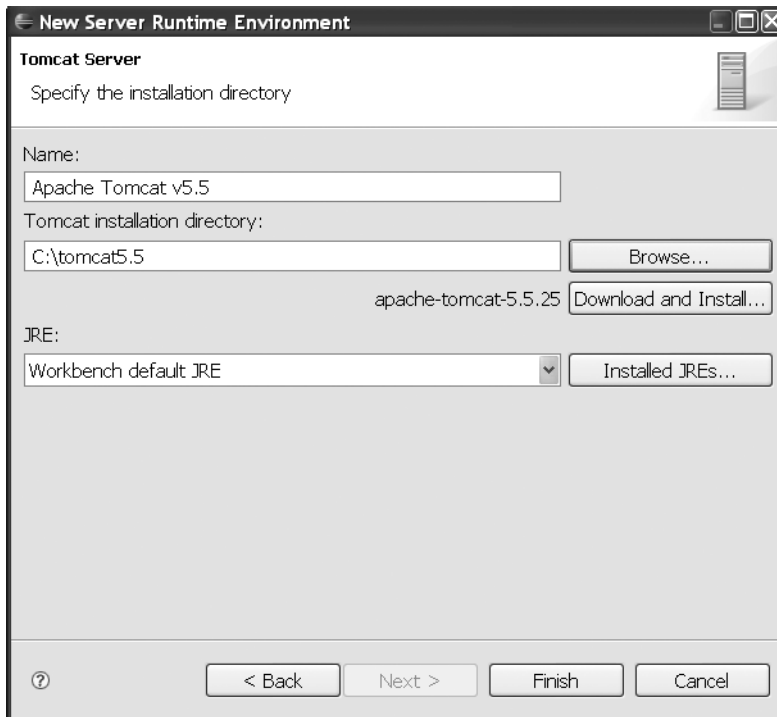 New Server Runtime Environment
Tomcat Server
Specify the installation directory
Name:
Apache Tomcat v5.5
Tomcat installation directory:
C:\tomcat5.5 Browse...
apache-tomcat-5.5.25 Download and Install...
JRE:
Workbench default JRE Installed JREs...
? < Back Next > Finish Cancel